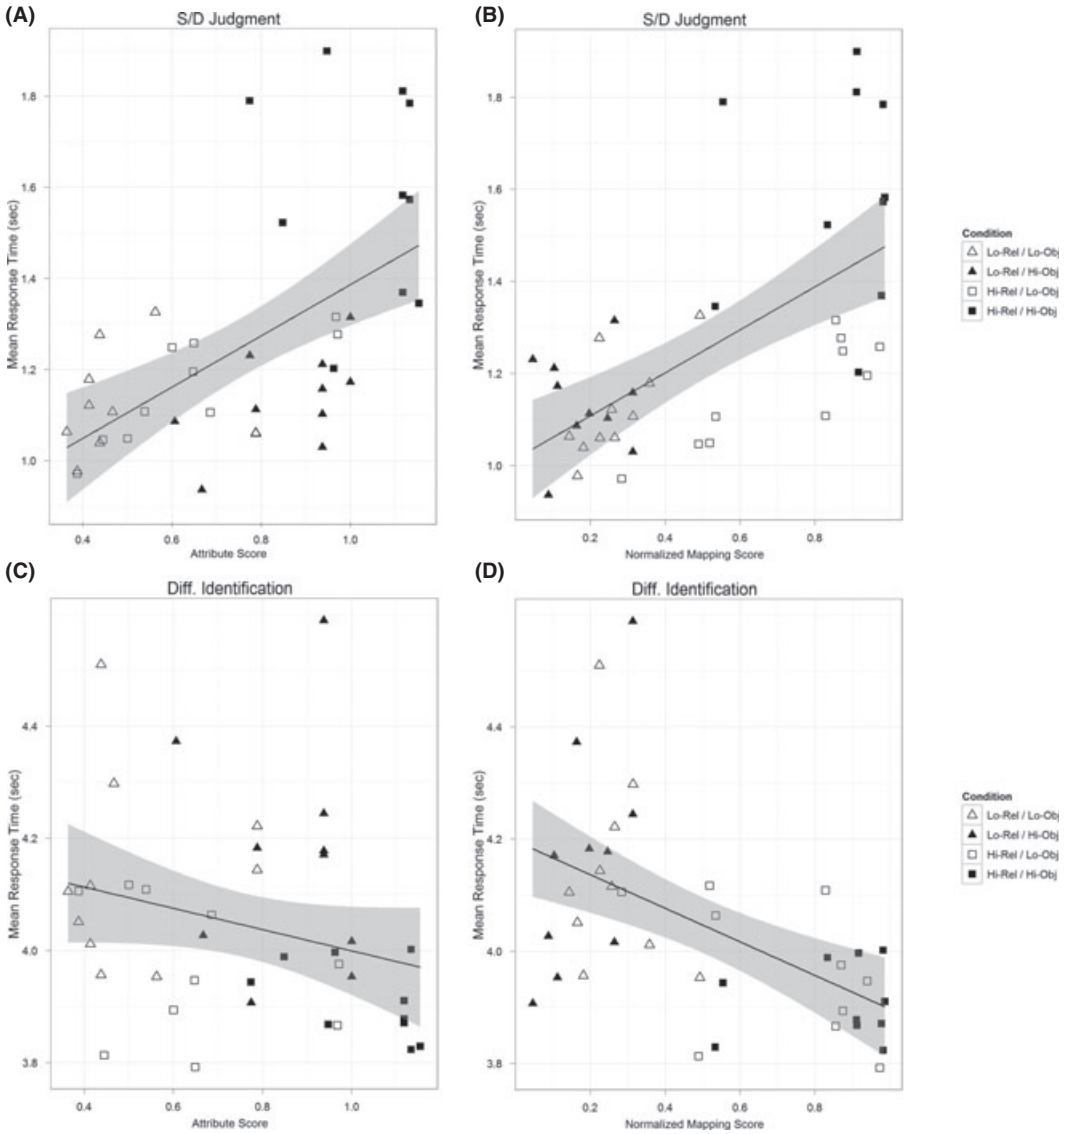 (A)
S/D Judgment
Mean Response Time (sec)
1.8
1.6
1.4
1.2
1.0
0.4 0.6 0.8 1.0
Attribute Score
(B)
S/D Judgment
Mean Response Time (sec)
1.8
1.6
1.4
1.2
1.0
0.2 0.4 0.6 0.8
Normalized Mapping Score
Condition
Lo-Rel / Lo-Obj
Lo-Rel / Hi-Obj
Hi-Rel / Lo-Obj
Hi-Rel / Hi-Obj
(C)
Diff. Identification
Mean Response Time (sec)
4.4
4.2
4.0
3.8
0.4 0.6 0.8 1.0
Attribute Score
(D)
Diff. Identification
Mean Response Time (sec)
4.4
4.2
4.0
3.8
0.2 0.4 0.6 0.8
Normalized Mapping Score
Condition
Lo-Rel / Lo-Obj
Lo-Rel / Hi-Obj
Hi-Rel / Lo-Obj
Hi-Rel / Hi-Obj